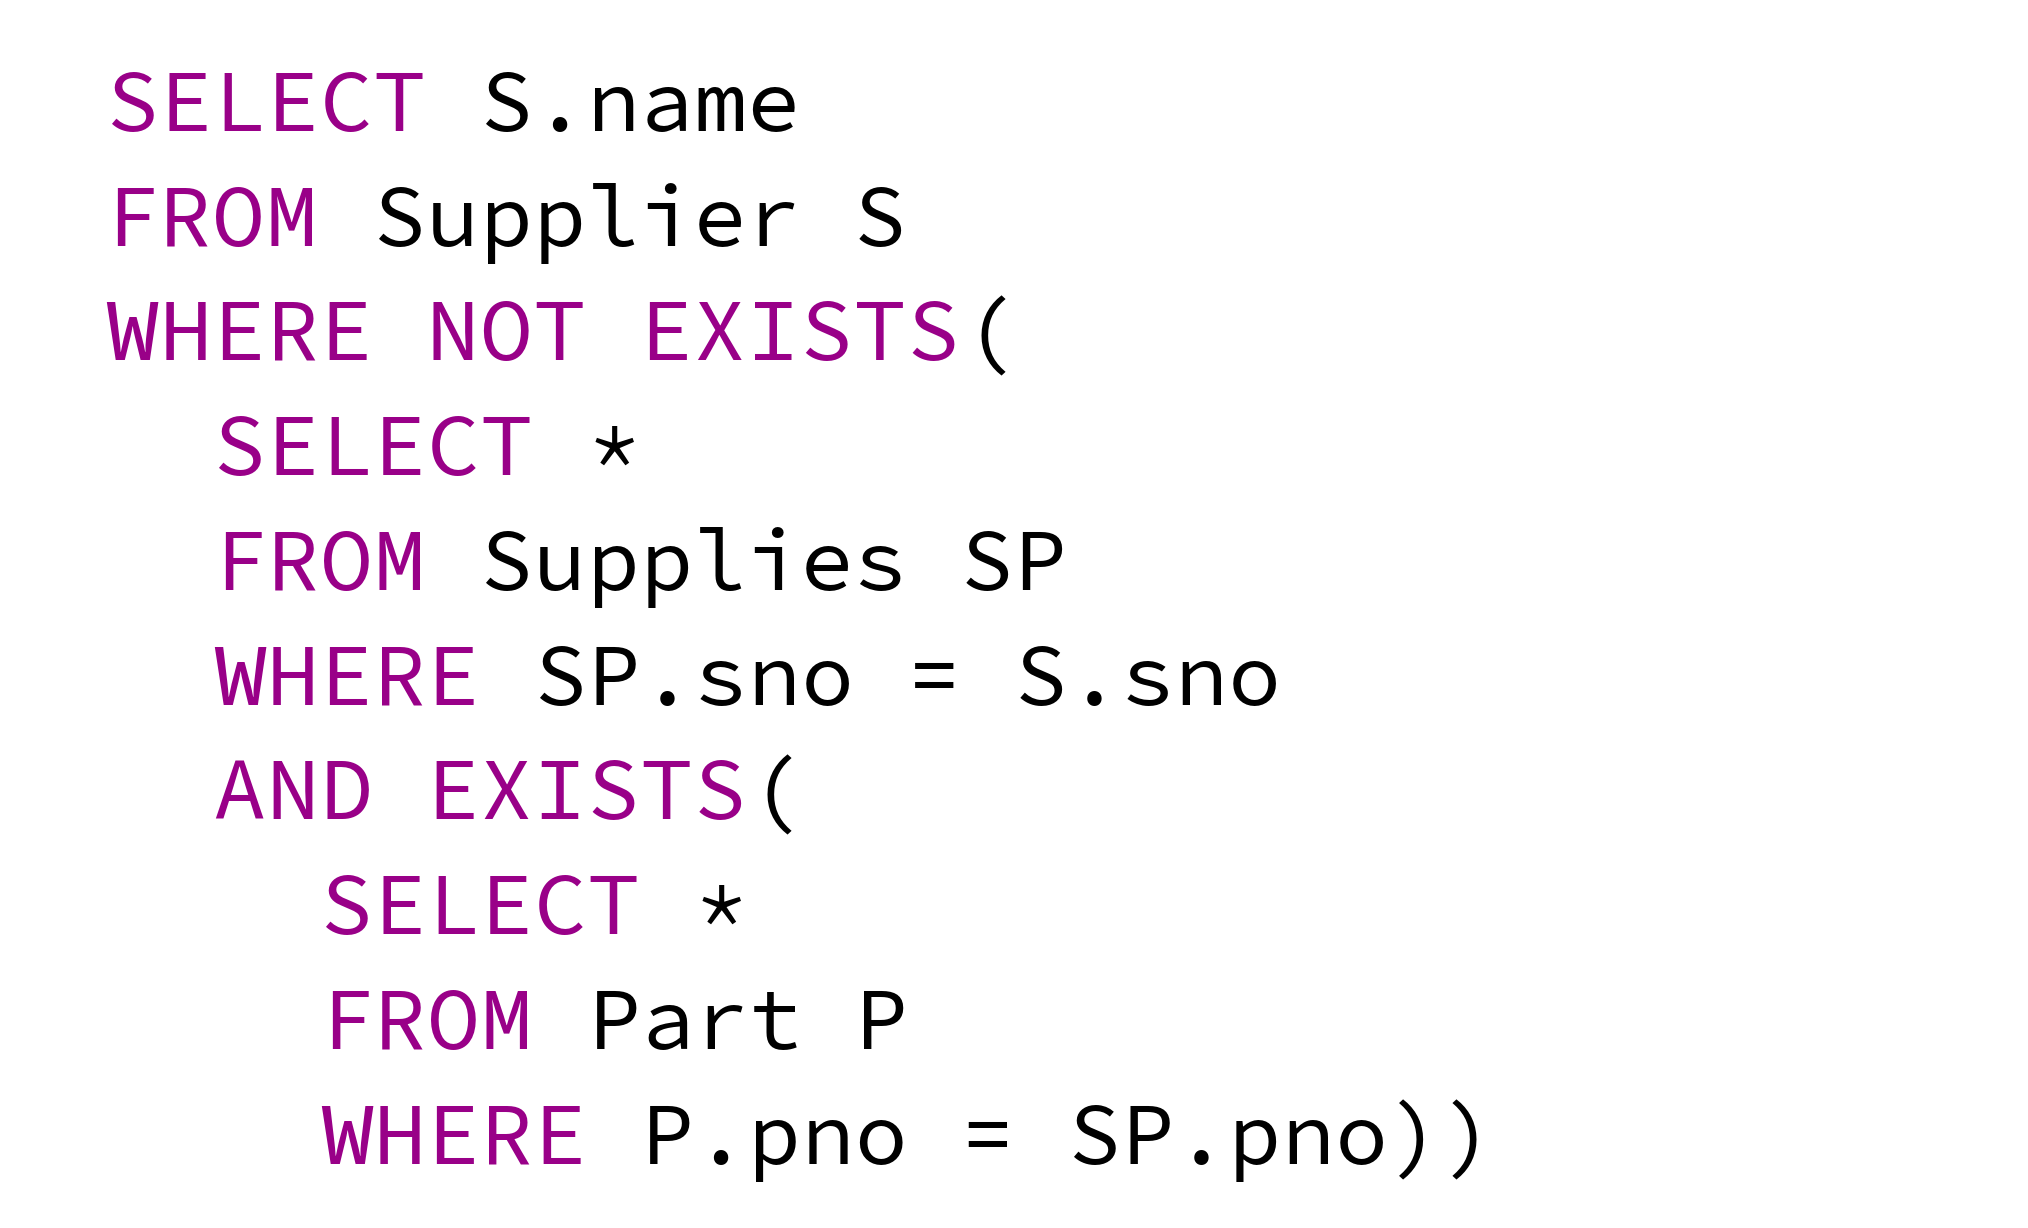 SELECT S.name
FROM Supplier S
WHERE NOT EXISTS(
  SELECT *
  FROM Supplies SP
  WHERE SP.sno = S.sno
  AND EXISTS(
    SELECT *
    FROM Part P
    WHERE P.pno = SP.pno))